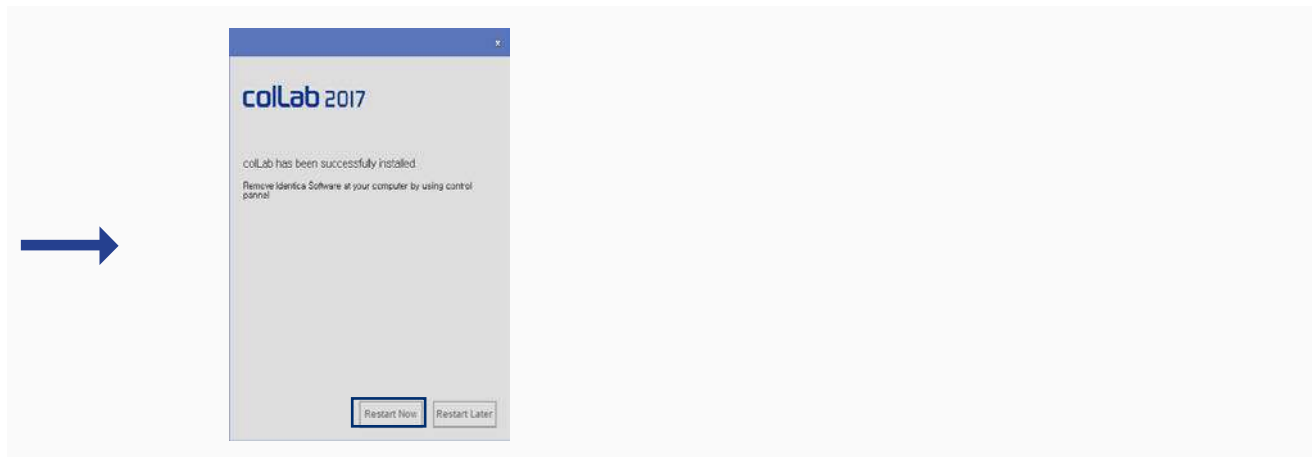 x
colLab 2017
colLab has been successfully installed.
Remove Identica Software at your computer by using control
pannel
Restart Now
Restart Later